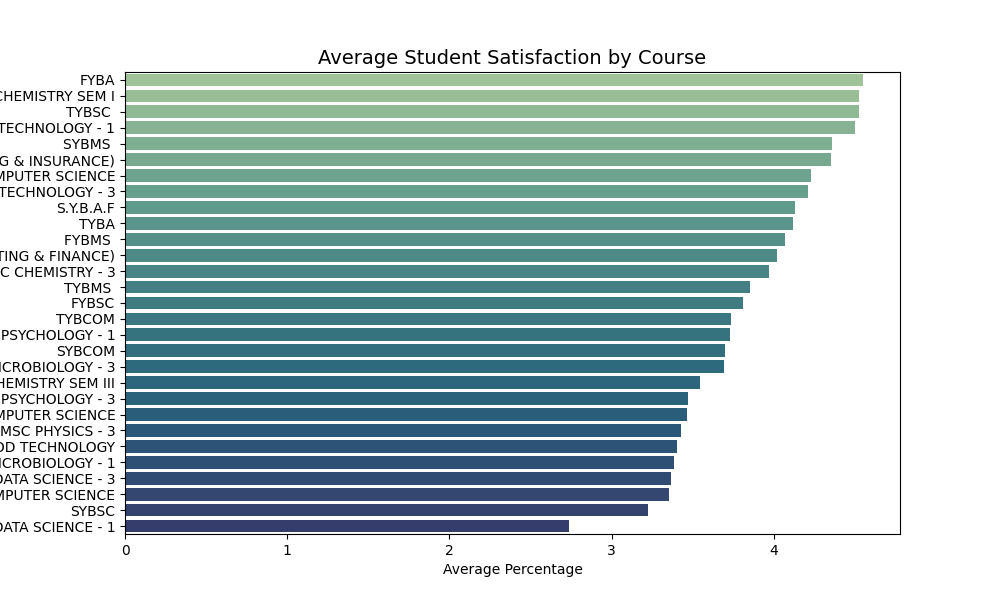 Average Student Satisfaction by Course
FYBA
CHEMISTRY SEM I
TYBSC
TECHNOLOGY - 1
SYBMS
G & INSURANCE)
MPUTER SCIENCE
TECHNOLOGY - 3
S.Y.B.A.F
TYBA
FYBMS
TING & FINANCE)
C CHEMISTRY - 3
TYBMS
FYBSC
TYBCOM
PSYCHOLOGY - 1
SYBCOM
ICROBIOLOGY - 3
HEMISTRY SEM III
PSYCHOLOGY - 3
MPUTER SCIENCE
MSC PHYSICS - 3
OD TECHNOLOGY
ICROBIOLOGY - 1
DATA SCIENCE - 3
MPUTER SCIENCE
SYBSC
DATA SCIENCE - 1
0 1 2 3 4
Average Percentage